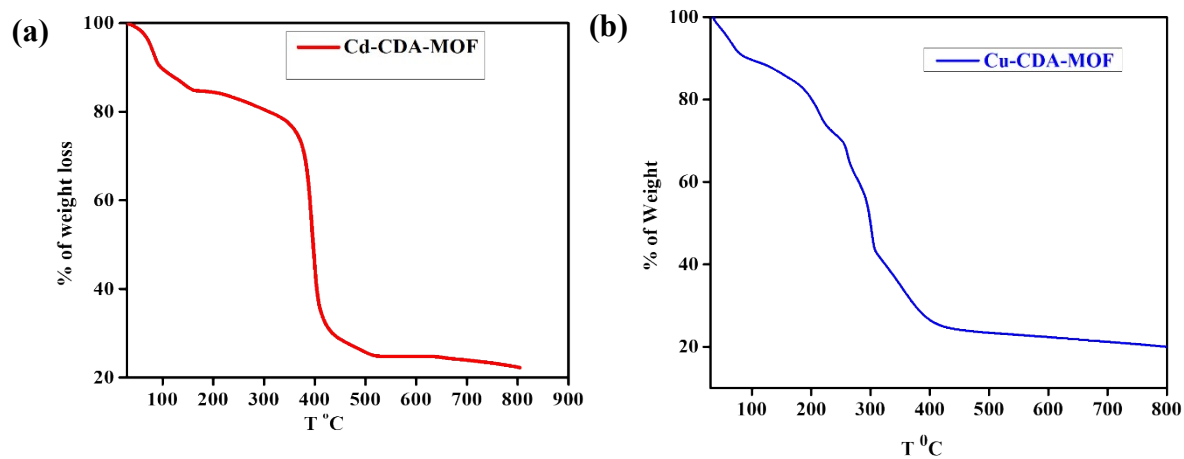 (a)
Cd-CDA-MOF
% of weight loss
100
80
60
40
20
100 200 300 400 500 600 700 800 900
T °C
(b)
Cu-CDA-MOF
% of Weight
100
80
60
40
20
100 200 300 400 500 600 700 800
T ⁰C